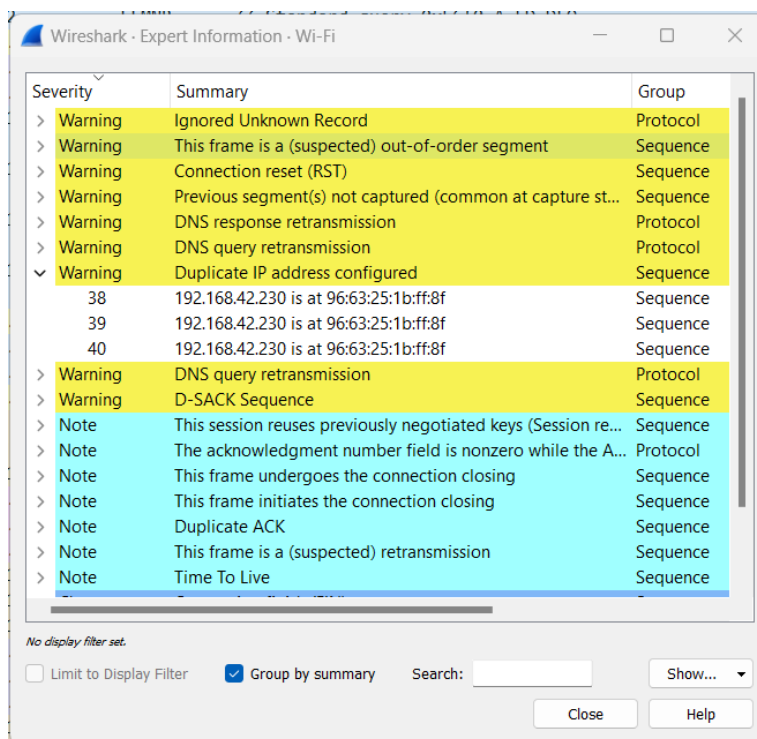 Wireshark · Expert Information · Wi-Fi
Severity Summary Group
Warning Ignored Unknown Record Protocol
Warning This frame is a (suspected) out-of-order segment Sequence
Warning Connection reset (RST) Sequence
Warning Previous segment(s) not captured (common at capture st... Sequence
Warning DNS response retransmission Protocol
Warning DNS query retransmission Protocol
Warning Duplicate IP address configured Sequence
38 192.168.42.230 is at 96:63:25:1b:ff:8f Sequence
39 192.168.42.230 is at 96:63:25:1b:ff:8f Sequence
40 192.168.42.230 is at 96:63:25:1b:ff:8f Sequence
Warning DNS query retransmission Protocol
Warning D-SACK Sequence Sequence
Note This session reuses previously negotiated keys (Session re... Sequence
Note The acknowledgment number field is nonzero while the A... Protocol
Note This frame undergoes the connection closing Sequence
Note This frame initiates the connection closing Sequence
Note Duplicate ACK Sequence
Note This frame is a (suspected) retransmission Sequence
Note Time To Live Sequence
No display filter set.
Limit to Display Filter Group by summary Search: Show...
Close Help